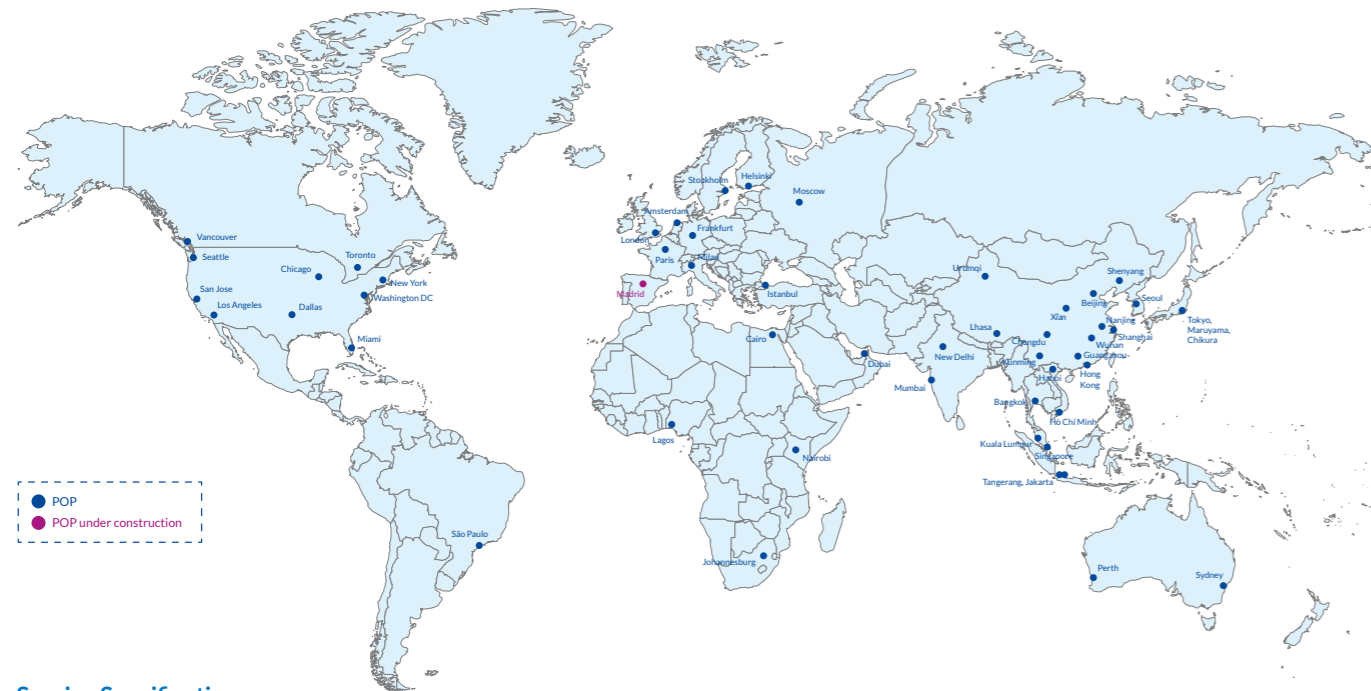 Stockholm
Helsinki
Moscow
Amsterdam
London
Frankfurt
Paris
Milan
Madrid
Istanbul
Vancouver
Seattle
Toronto
Chicago
New York
San Jose
Washington DC
Los Angeles
Dallas
Miami
Urumqi
Shenyang
Beijing
Seoul
Xi'an
Nanjing
Tokyo,
Maruyama,
Chikura
Lhasa
Chengdu
Shanghai
Wuhan
Cairo
Dubai
New Delhi
Kunming
Guangzhou
Mumbai
Hanoi
Hong
Kong
Bangkok
Ho Chi Minh
Lagos
Nairobi
Kuala Lumpur
Singapore
Tangerang, Jakarta
POP
POP under construction
São Paulo
Johannesburg
Perth
Sydney